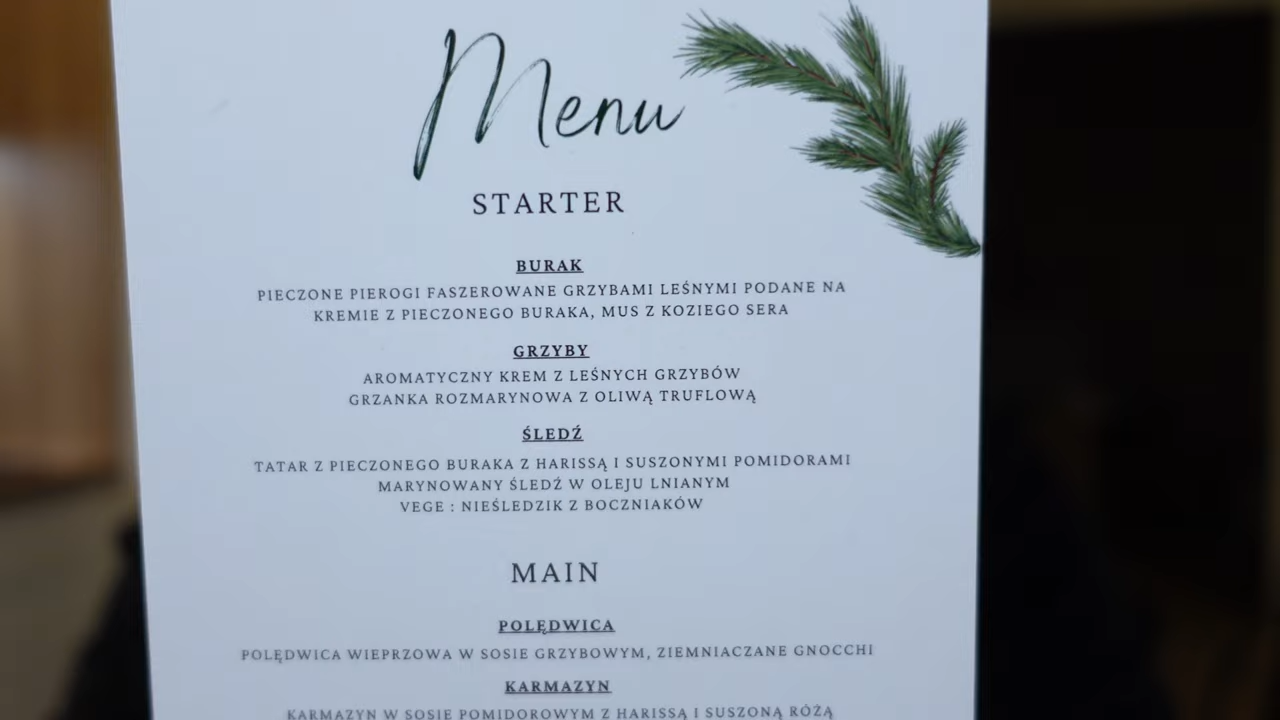 Menu
STARTER
BURAK
PIECZONE PIEROGI FASZEROWANE GRZYBAMI LEŚNYMI PODANE NA
KREMIE Z PIECZONEGO BURAKA, MUS Z KOZIEGO SERA
GRZYBY
AROMATYCZNY KREM Z LEŚNYCH GRZYBÓW
GRZANKA ROZMARYNOWA Z OLIWĄ TRUFLOWĄ
ŚLEDŹ
TATAR Z PIECZONEGO BURAKA Z HARISSĄ I SUSZONYMI POMIDORAMI
MARYNOWANY ŚLEDŹ W OLEJU LNIANYM
VEGE : NIEŚLEDZIK Z BOCZNIAKÓW
MAIN
POLĘDWICA
POLĘDWICA WIEPRZOWA W SOSIE GRZYBOWYM, ZIEMNIACZANE GNOCCHI
KARMAZYN
KARMAZYN W SOSIE POMIDOROWYM Z HARISSĄ I SUSZONĄ RÓŻĄ